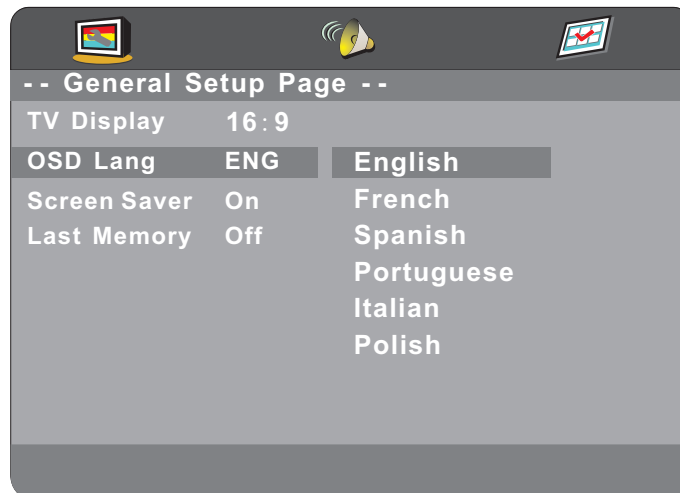 -- General Setup Page --
TV Display 16:9
OSD Lang ENG English
Screen Saver On French
Last Memory Off Spanish
Portuguese
Italian
Polish